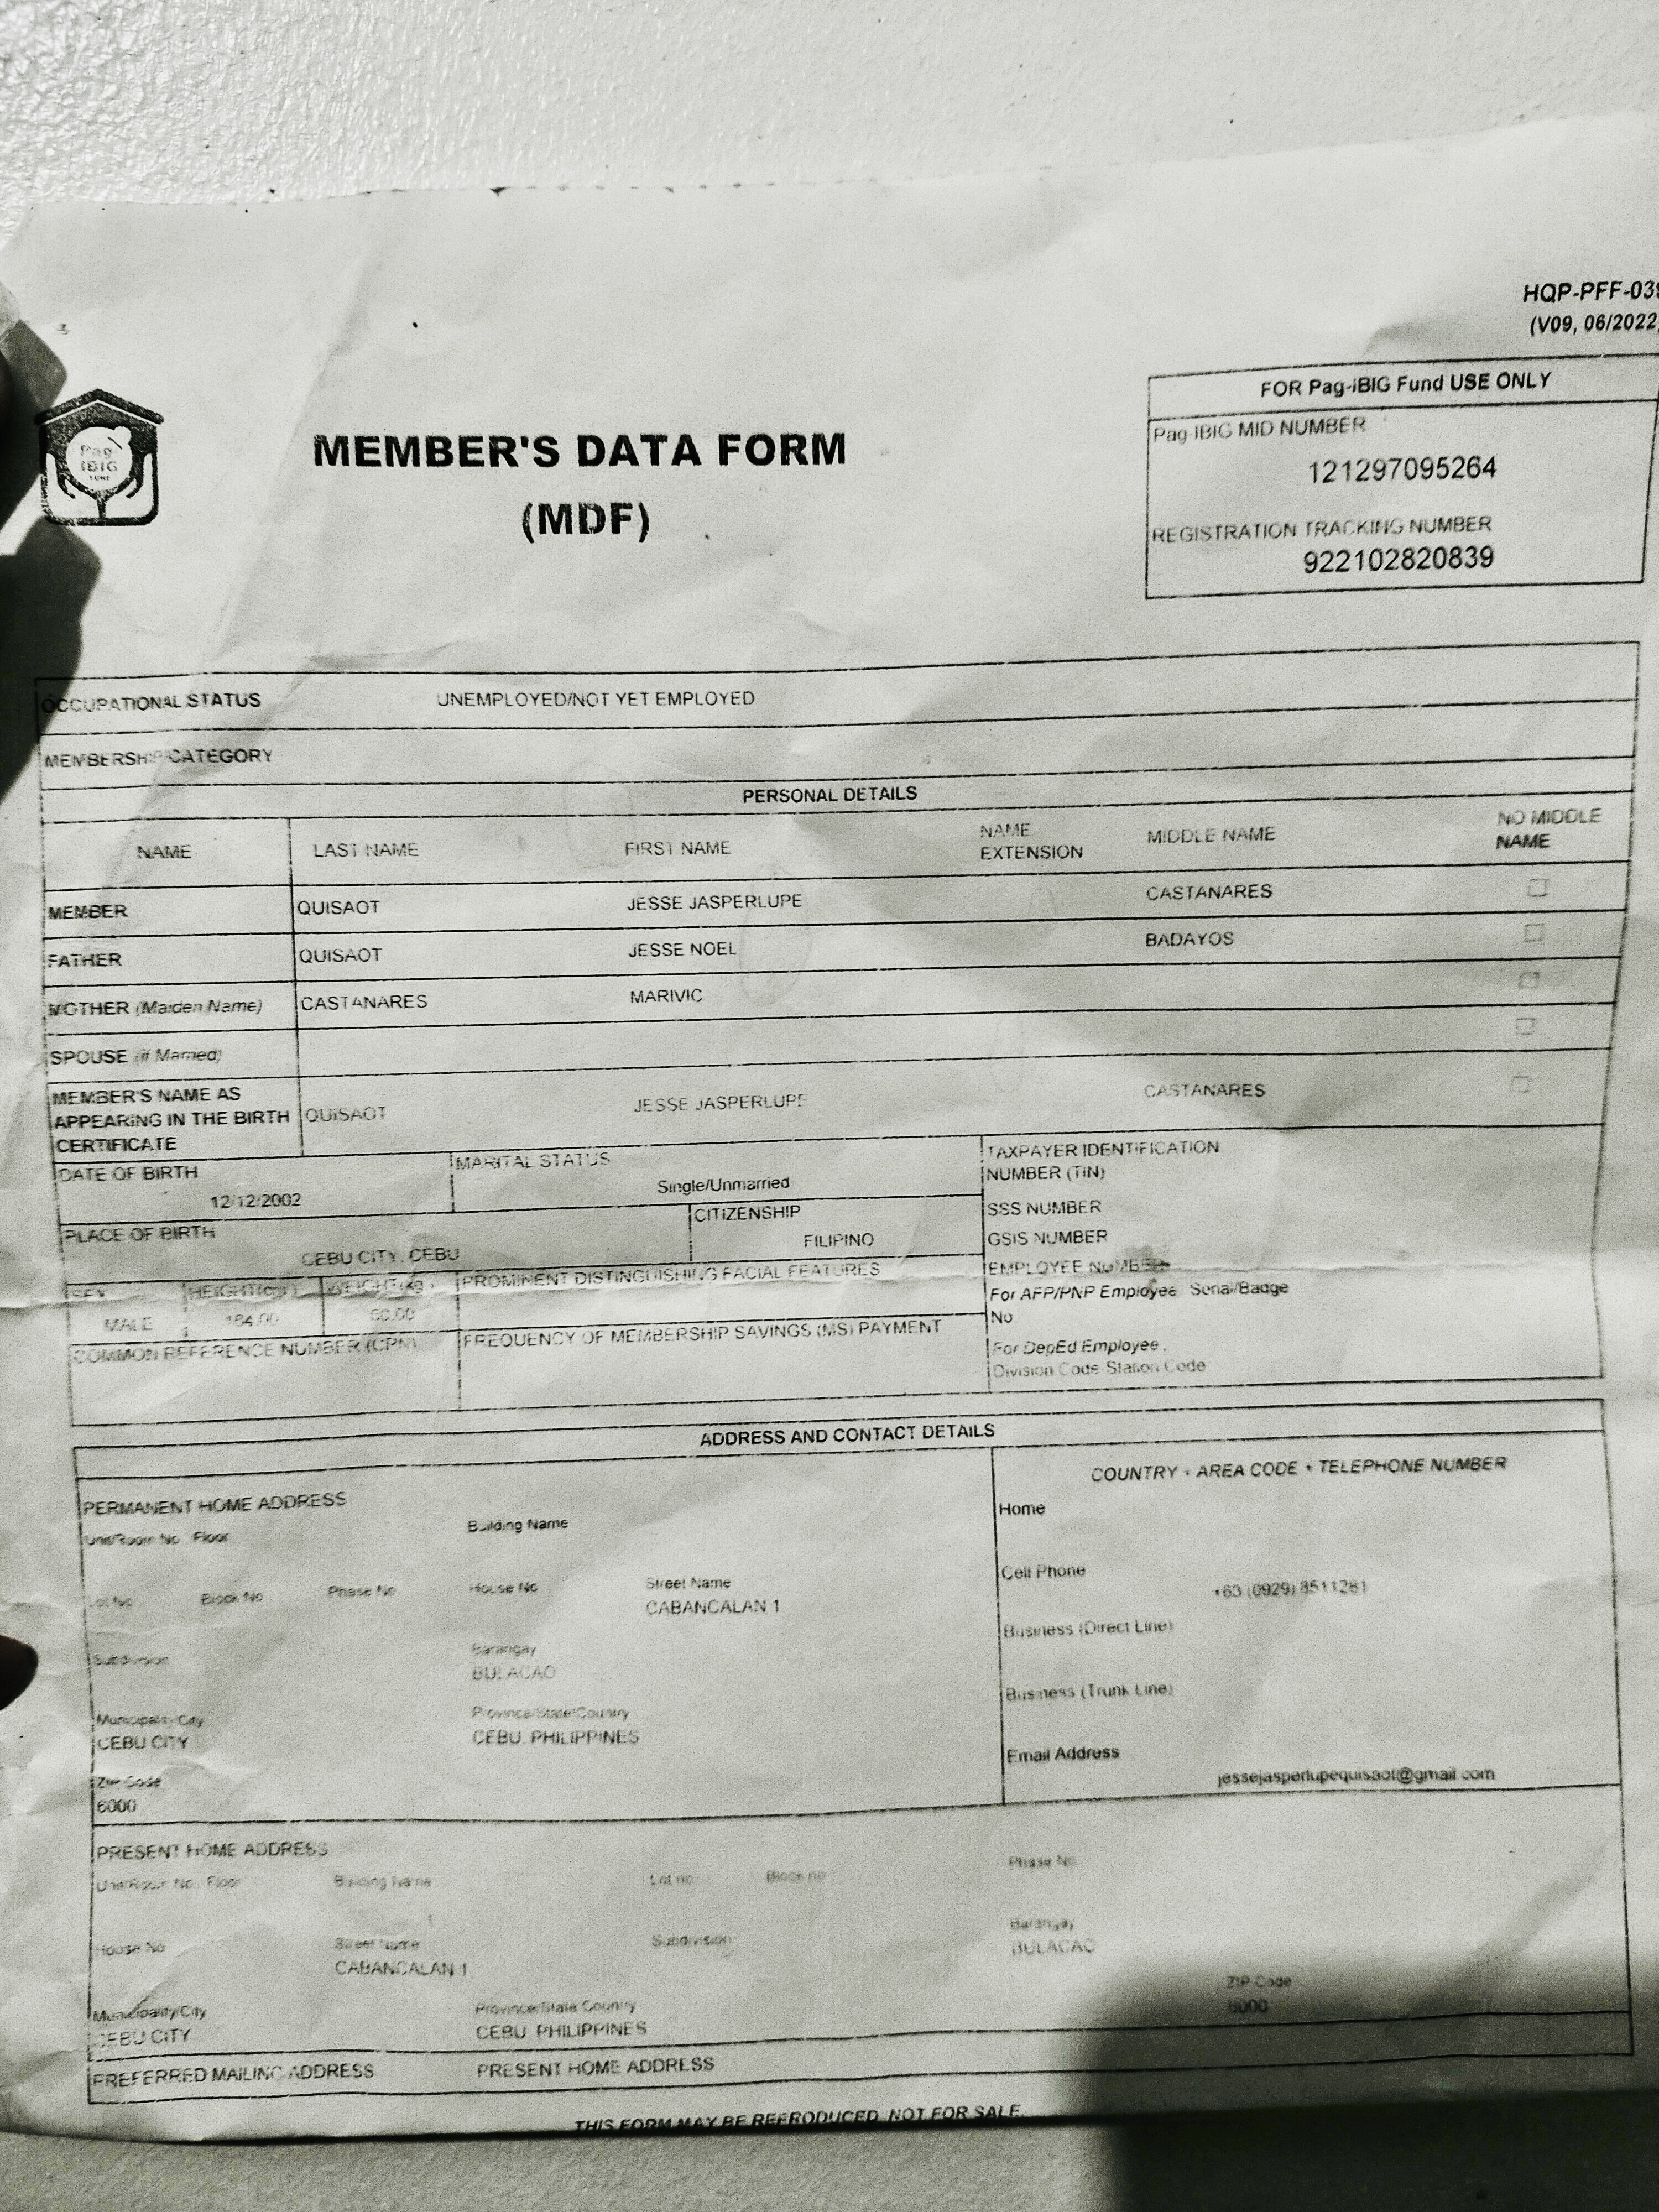 HQP-PFF-039
(V09, 06/2022)
FOR Pag-iBIG Fund USE ONLY
Pag-IBIG MID NUMBER
121297095264
REGISTRATION TRACKING NUMBER
922102820839
Pag
IBIG
FUND
MEMBER'S DATA FORM
(MDF)
OCCUPATIONAL STATUS UNEMPLOYED/NOT YET EMPLOYED
MEMBERSHIP CATEGORY
PERSONAL DETAILS
NAME LAST NAME FIRST NAME NAME EXTENSION MIDDLE NAME NO MIDDLE NAME
MEMBER QUISAOT JESSE JASPERLUPE CASTANARES
FATHER QUISAOT JESSE NOEL BADAYOS
MOTHER (Maiden Name) CASTANARES MARIVIC
SPOUSE (if Married)
MEMBER'S NAME AS
APPEARING IN THE BIRTH
CERTIFICATE
QUISAOT JESSE JASPERLUPE CASTANARES
DATE OF BIRTH
12/12/2002
MARITAL STATUS
Single/Unmarried
TAXPAYER IDENTIFICATION
NUMBER (TIN)
PLACE OF BIRTH
CEBU CITY, CEBU
CITIZENSHIP
FILIPINO
SSS NUMBER
GSIS NUMBER
EMPLOYEE NUMBER
SEX
MALE
HEIGHT
164.00
WEIGHT
PROMINENT DISTINGUISHING FACIAL FEATURES
For AFP/PNP Employee Serial/Badge
No
COMMON REFERENCE NUMBER (CRN)
FREQUENCY OF MEMBERSHIP SAVINGS (MS) PAYMENT
For DepEd Employee,
Division Code-Station Code
ADDRESS AND CONTACT DETAILS
PERMANENT HOME ADDRESS
Unit/Room No Floor Building Name
Lot No Block No Phase No House No Street Name
CABANCALAN 1
Subdivision Barangay
BULACAO
Municipality/City Province/State/Country
CEBU CITY CEBU, PHILIPPINES
ZIP Code
6000
COUNTRY + AREA CODE + TELEPHONE NUMBER
Home
Cell Phone
+63 (0929) 8511281
Business (Direct Line)
Business (Trunk Line)
Email Address
jessejasperlupequisaot@gmail.com
PRESENT HOME ADDRESS
Unit/Room No Floor Building Name Lot no Block no Phase No
House No Street Name Subdivision Barangay
CABANCALAN 1 BULACAO
Municipality/City Province/State Country ZIP Code
CEBU CITY CEBU, PHILIPPINES 6000
PREFERRED MAILING ADDRESS PRESENT HOME ADDRESS
THIS FORM MAY BE REPRODUCED. NOT FOR SALE.